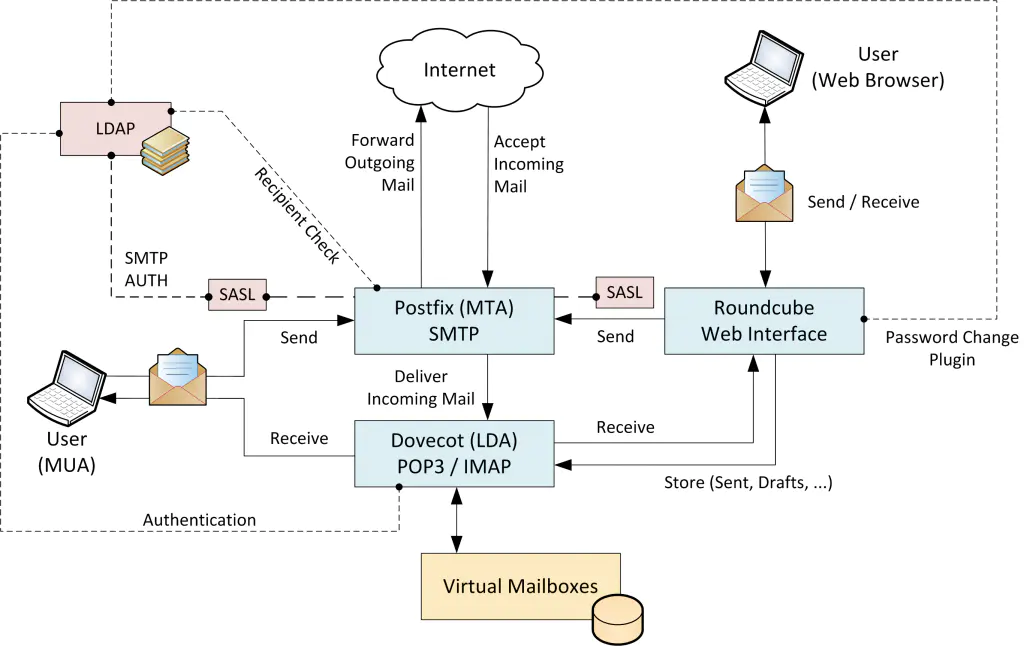 Internet
User
(Web Browser)
LDAP
Forward
Outgoing
Mail
Accept
Incoming
Mail
Recipient Check
Send / Receive
SMTP
AUTH
SASL
SASL
Postfix (MTA)
SMTP
Roundcube
Web Interface
Send
Send
Password Change
Plugin
Deliver
Incoming Mail
User
(MUA)
Receive
Dovecot (LDA)
POP3 / IMAP
Receive
Store (Sent, Drafts, ...)
Authentication
Virtual Mailboxes